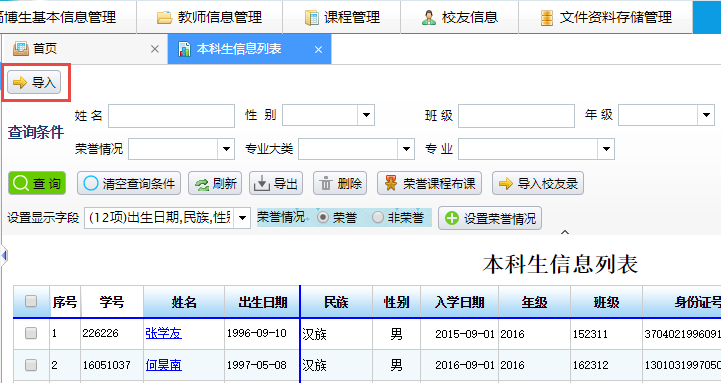 博生基本信息管理 教师信息管理 课程管理 校友信息 文件资料存储管理
首页 × 本科生信息列表 ×
导入
姓 名 性 别 班 级 年 级
查询条件
荣誉情况 专业大类 专 业
查 询 清空查询条件 刷新 导出 删除 荣誉课程布课 导入校友录
设置显示字段 (12项)出生日期,民族,性别 荣誉情况 荣誉 非荣誉 设置荣誉情况
本科生信息列表
序号 学号 姓名 出生日期 民族 性别 入学日期 年级 班级 身份证号
1 226226 张学友 1996-09-10 汉族 男 2015-09-01 2016 152311 3704021996091
2 16051037 何昊南 1997-05-08 汉族 男 2016-09-01 2016 162312 1301031997050